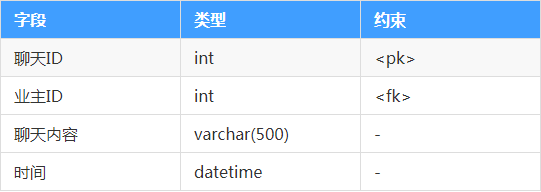 字段 类型 约束
聊天ID int <pk>
业主ID int <fk>
聊天内容 varchar(500) -
时间 datetime -